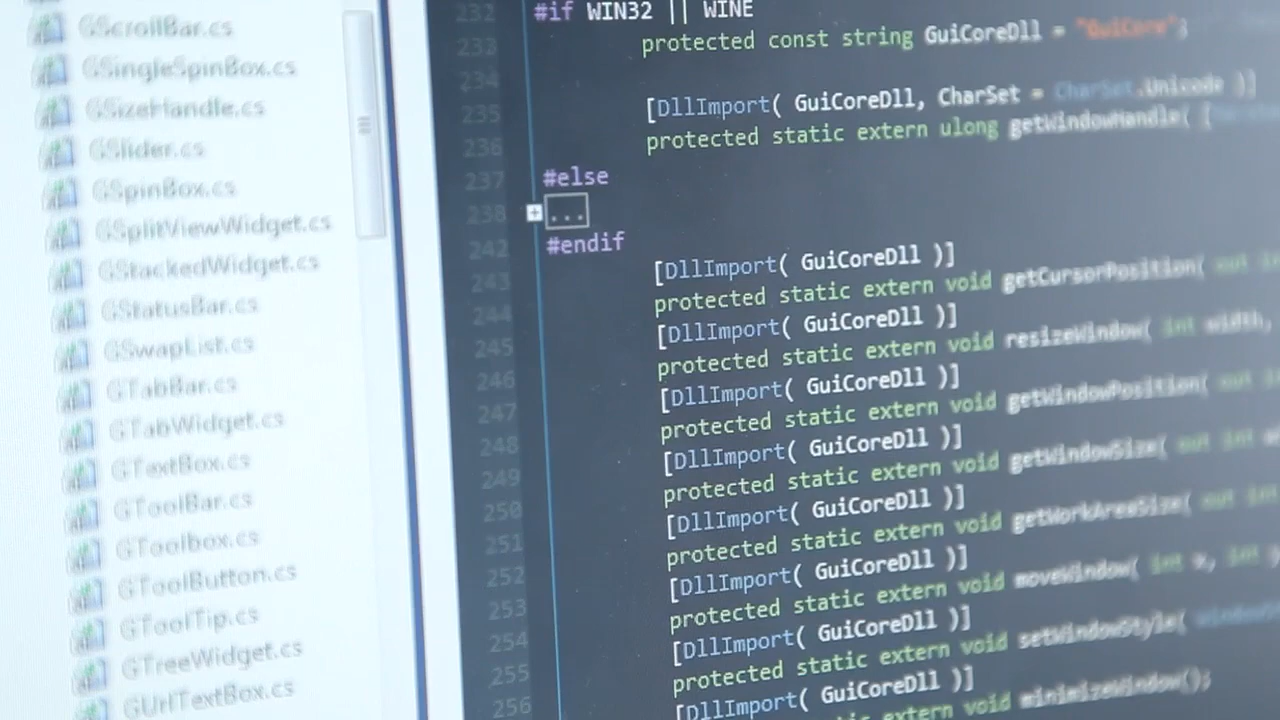 GScrollBar.cs
GSingleSpinBox.cs
GSizeHandle.cs
GSlider.cs
GSpinBox.cs
GSplitViewWidget.cs
GStackedWidget.cs
GStatusBar.cs
GSwapList.cs
GTabBar.cs
GTabWidget.cs
GTextBox.cs
GToolBar.cs
GToolbox.cs
GToolButton.cs
GToolTip.cs
GTreeWidget.cs
GUrlTextBox.cs
232 #if WIN32 || WINE
233 protected const string GuiCoreDll = "GuiCore";
234
235 [DllImport( GuiCoreDll, CharSet = CharSet.Unicode )]
236 protected static extern ulong getWindowHandle( [
237 #else
238 ...
242 #endif
243 [DllImport( GuiCoreDll )]
244 protected static extern void getCursorPosition( out in
245 [DllImport( GuiCoreDll )]
246 protected static extern void resizeWindow( int width,
247 [DllImport( GuiCoreDll )]
248 protected static extern void getWindowPosition( out in
249 [DllImport( GuiCoreDll )]
250 protected static extern void getWindowSize( out int
251 [DllImport( GuiCoreDll )]
252 protected static extern void getWorkAreaSize( out int
253 [DllImport( GuiCoreDll )]
254 protected static extern void moveWindow( int x, int y
255 [DllImport( GuiCoreDll )]
256 protected static extern void setWindowStyle(
[DllImport( GuiCoreDll )]
static extern void minimizeWindow();